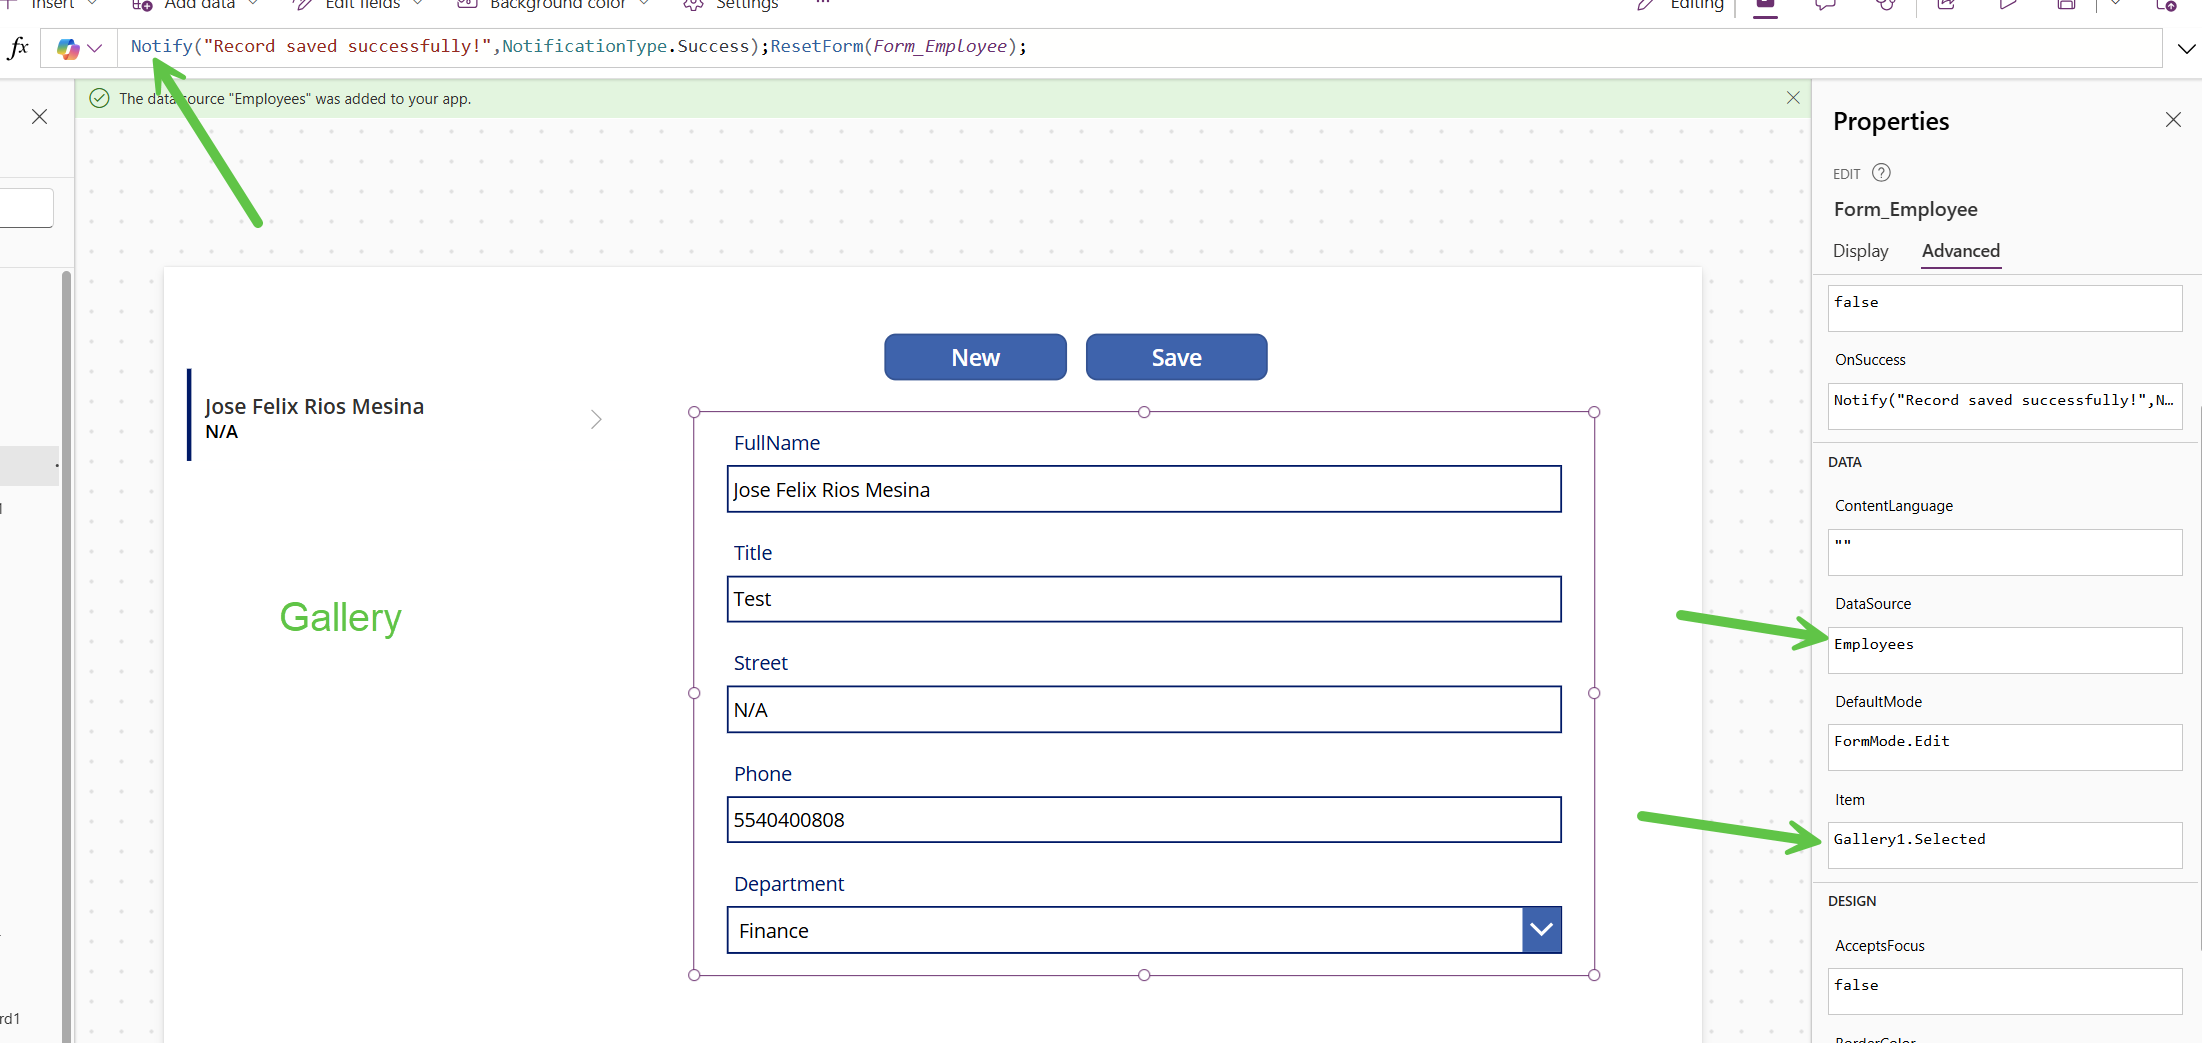 Insert
Add data
Edit fields
Background color
Settings
...
Editing
fx
Notify("Record saved successfully!",NotificationType.Success);ResetForm(Form_Employee);
The data source "Employees" was added to your app.
New
Save
Jose Felix Rios Mesina
N/A
Gallery
FullName
Jose Felix Rios Mesina
Title
Test
Street
N/A
Phone
5540400808
Department
Finance
rd1
Properties
EDIT
Form_Employee
Display
Advanced
false
OnSuccess
Notify("Record saved successfully!",N...
DATA
ContentLanguage
""
DataSource
Employees
DefaultMode
FormMode.Edit
Item
Gallery1.Selected
DESIGN
AcceptsFocus
false
BorderColor